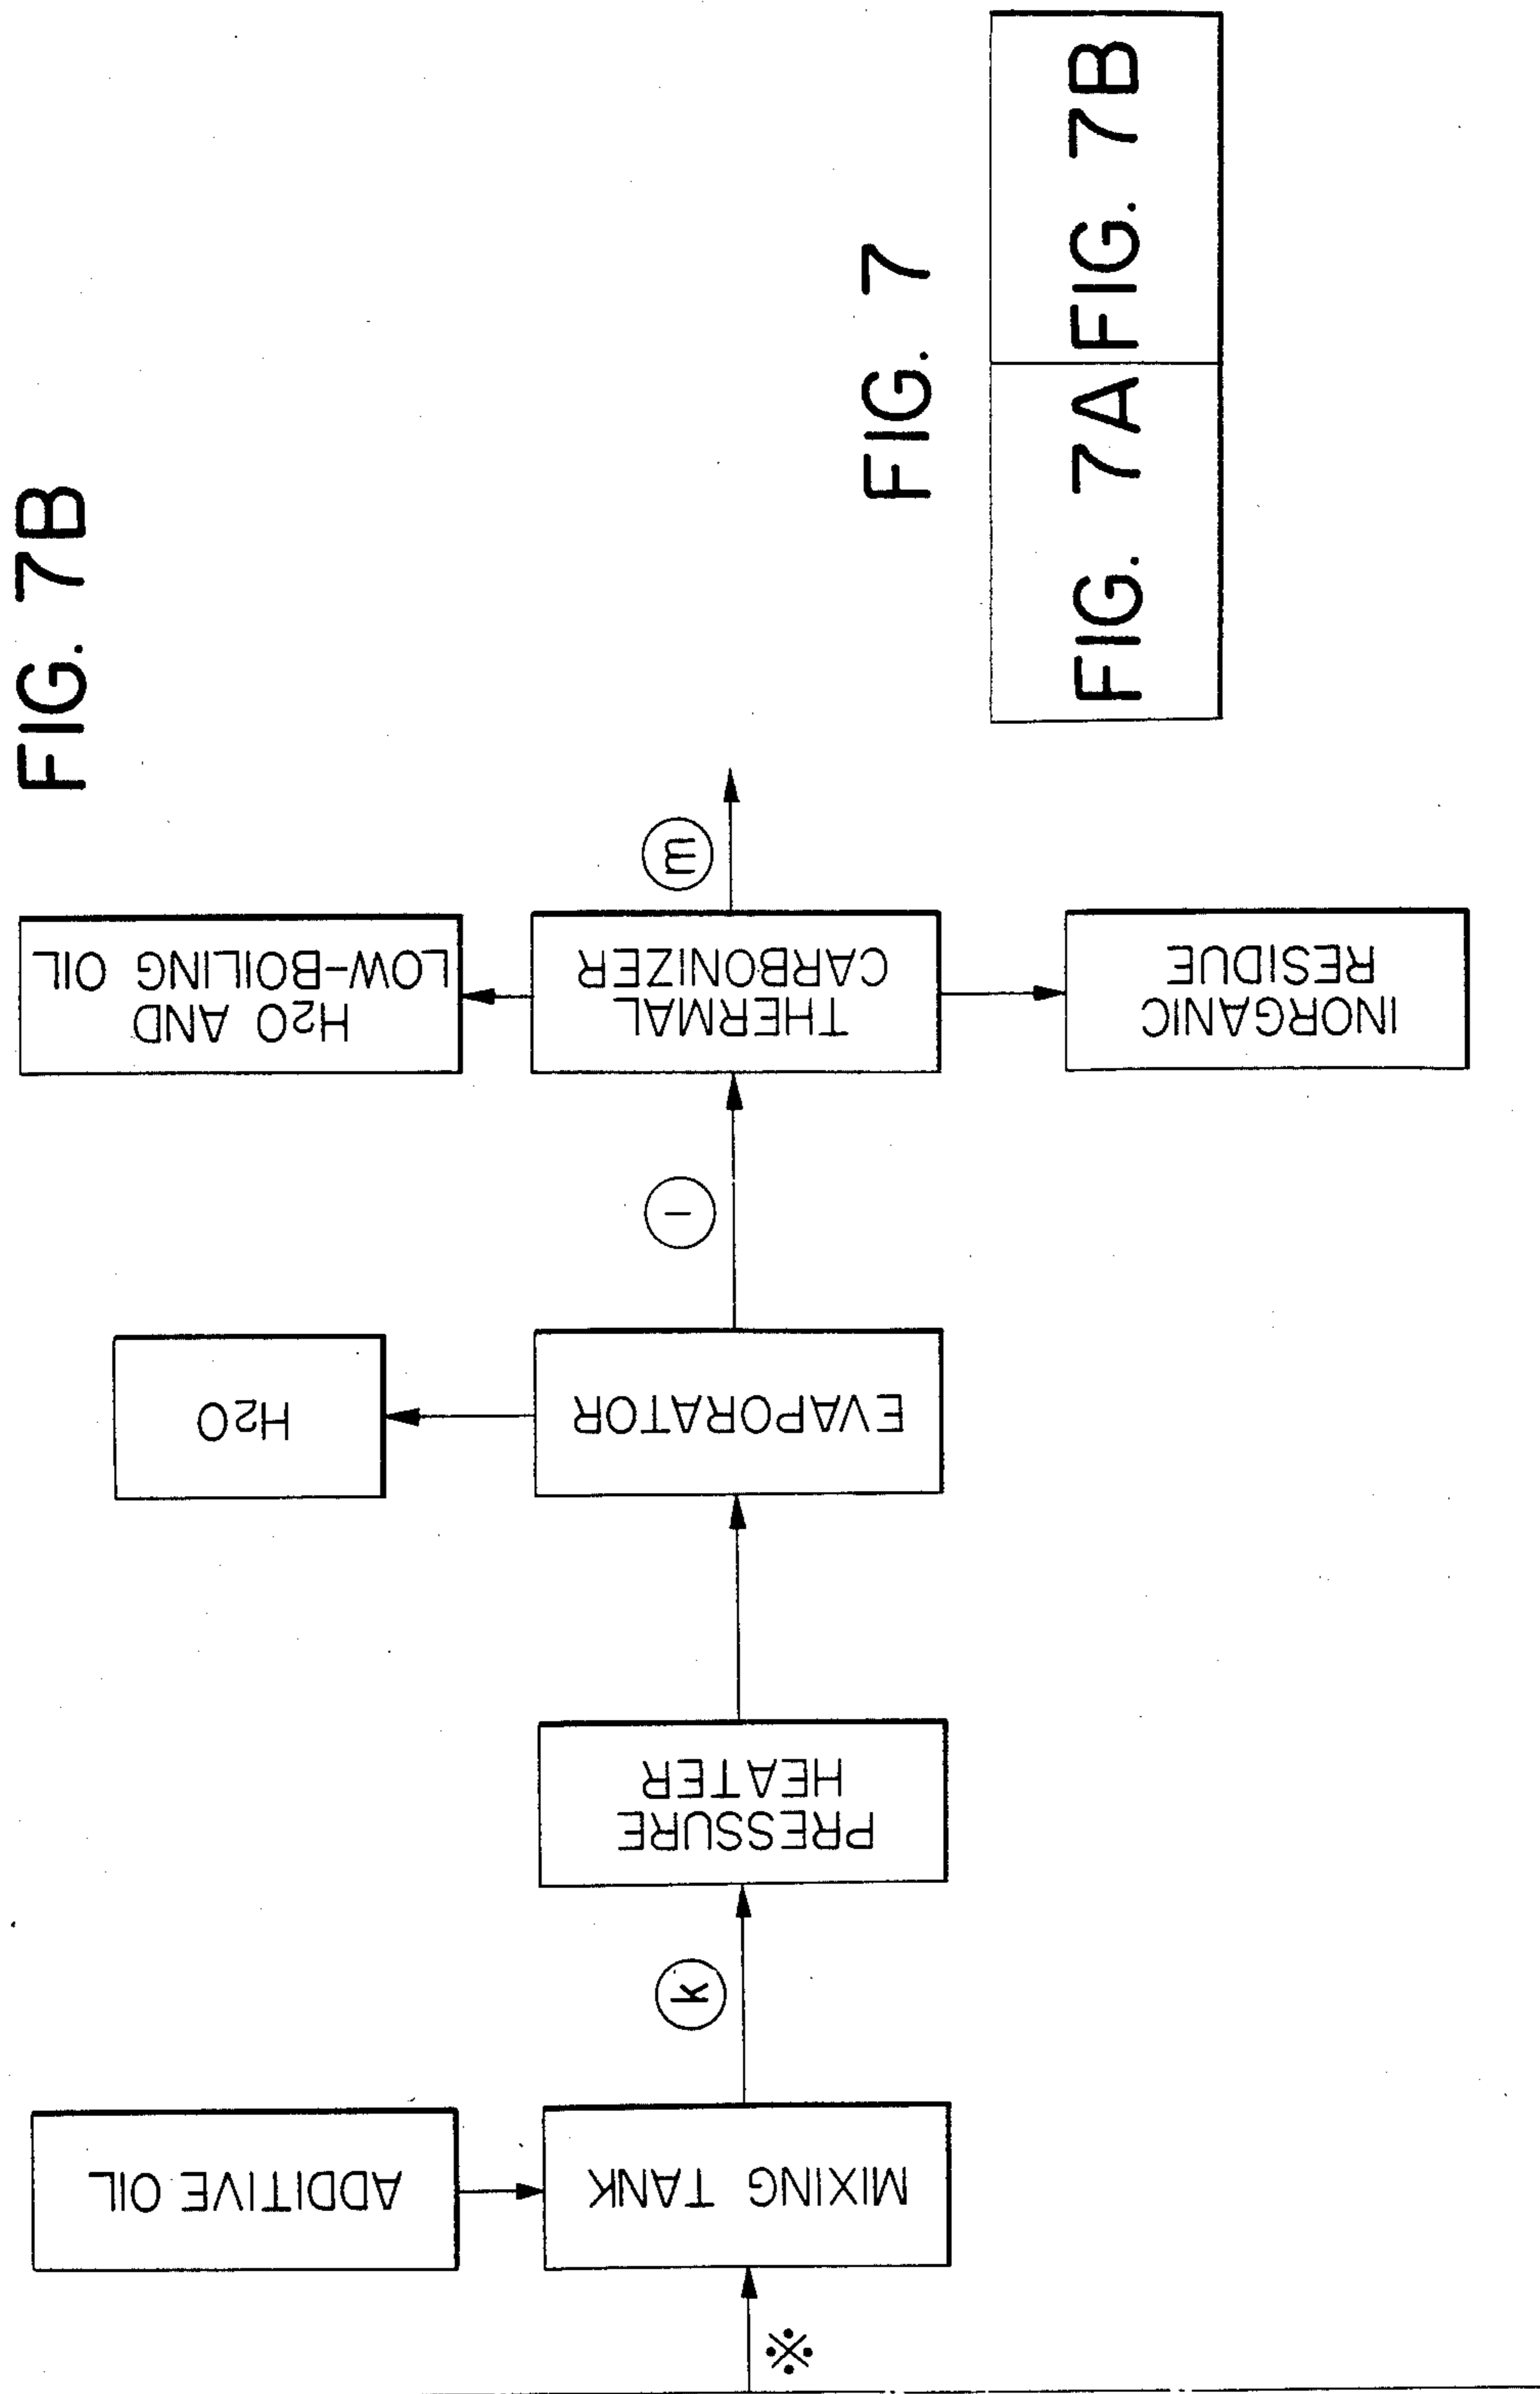 FIG. 7B
ADDITIVE OIL
MIXING TANK
※
k
PRESSURE
HEATER
H2O
EVAPORATOR
l
H2O AND
LOW-BOILING OIL
THERMAL
CARBONIZER
m
INORGANIC
RESIDUE
FIG. 7
FIG. 7A FIG. 7B